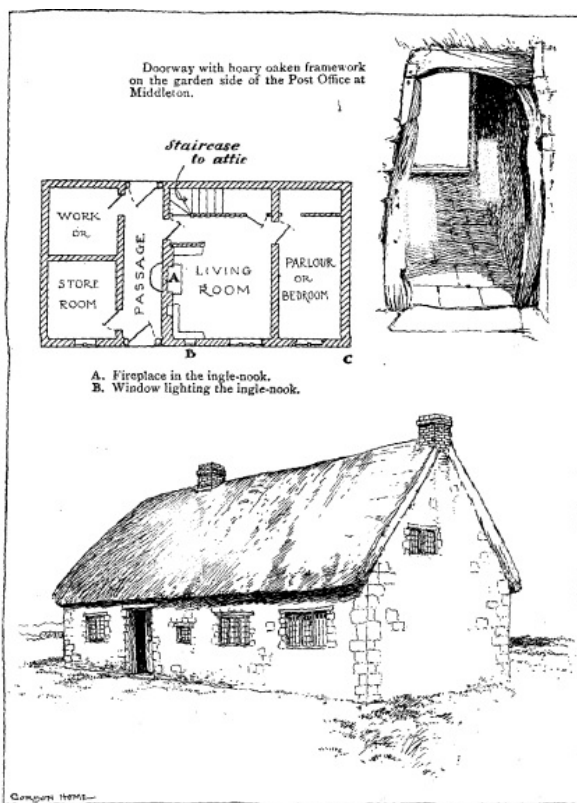 Doorway with hoary oaken framework
on the garden side of the Post Office at
Middleton.
Staircase
to attic
WORK
OR
STORE
ROOM
PASSAGE
A
LIVING
ROOM
PARLOUR
OR
BEDROOM
B
C
A. Fireplace in the ingle-nook.
B. Window lighting the ingle-nook.
GORDON HOME